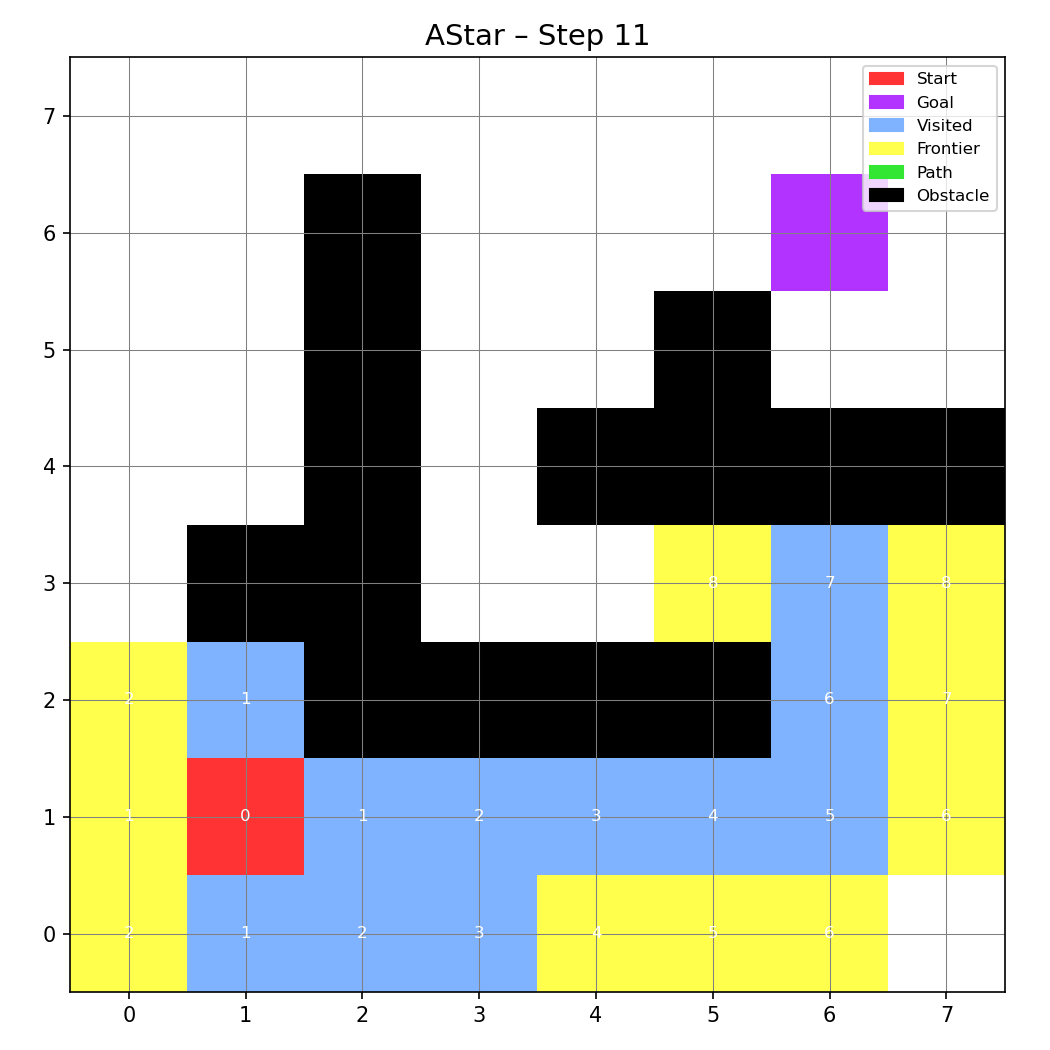 AStar – Step 11
Start
Goal
Visited
Frontier
Path
Obstacle
7
6
5
4
3 8 7 8
2 2 1 6 7
1 1 0 1 2 3 4 5 6
0 2 1 2 3 4 5 6
0 1 2 3 4 5 6 7